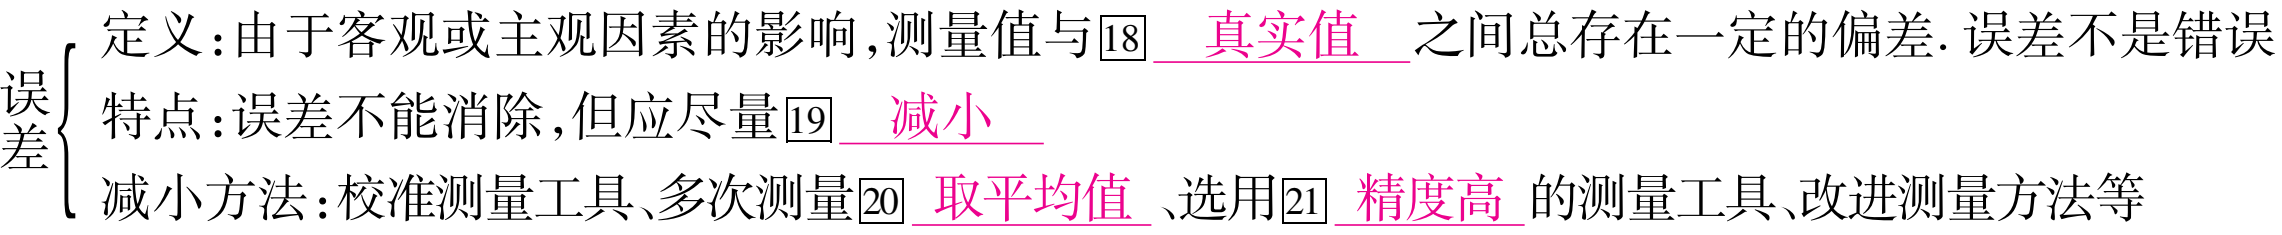 误差
定义:由于客观或主观因素的影响,测量值与18 真实值 之间总存在一定的偏差. 误差不是错误
特点:误差不能消除,但应尽量19 减小
减小方法:校准测量工具、多次测量20 取平均值 、选用21 精度高 的测量工具、改进测量方法等